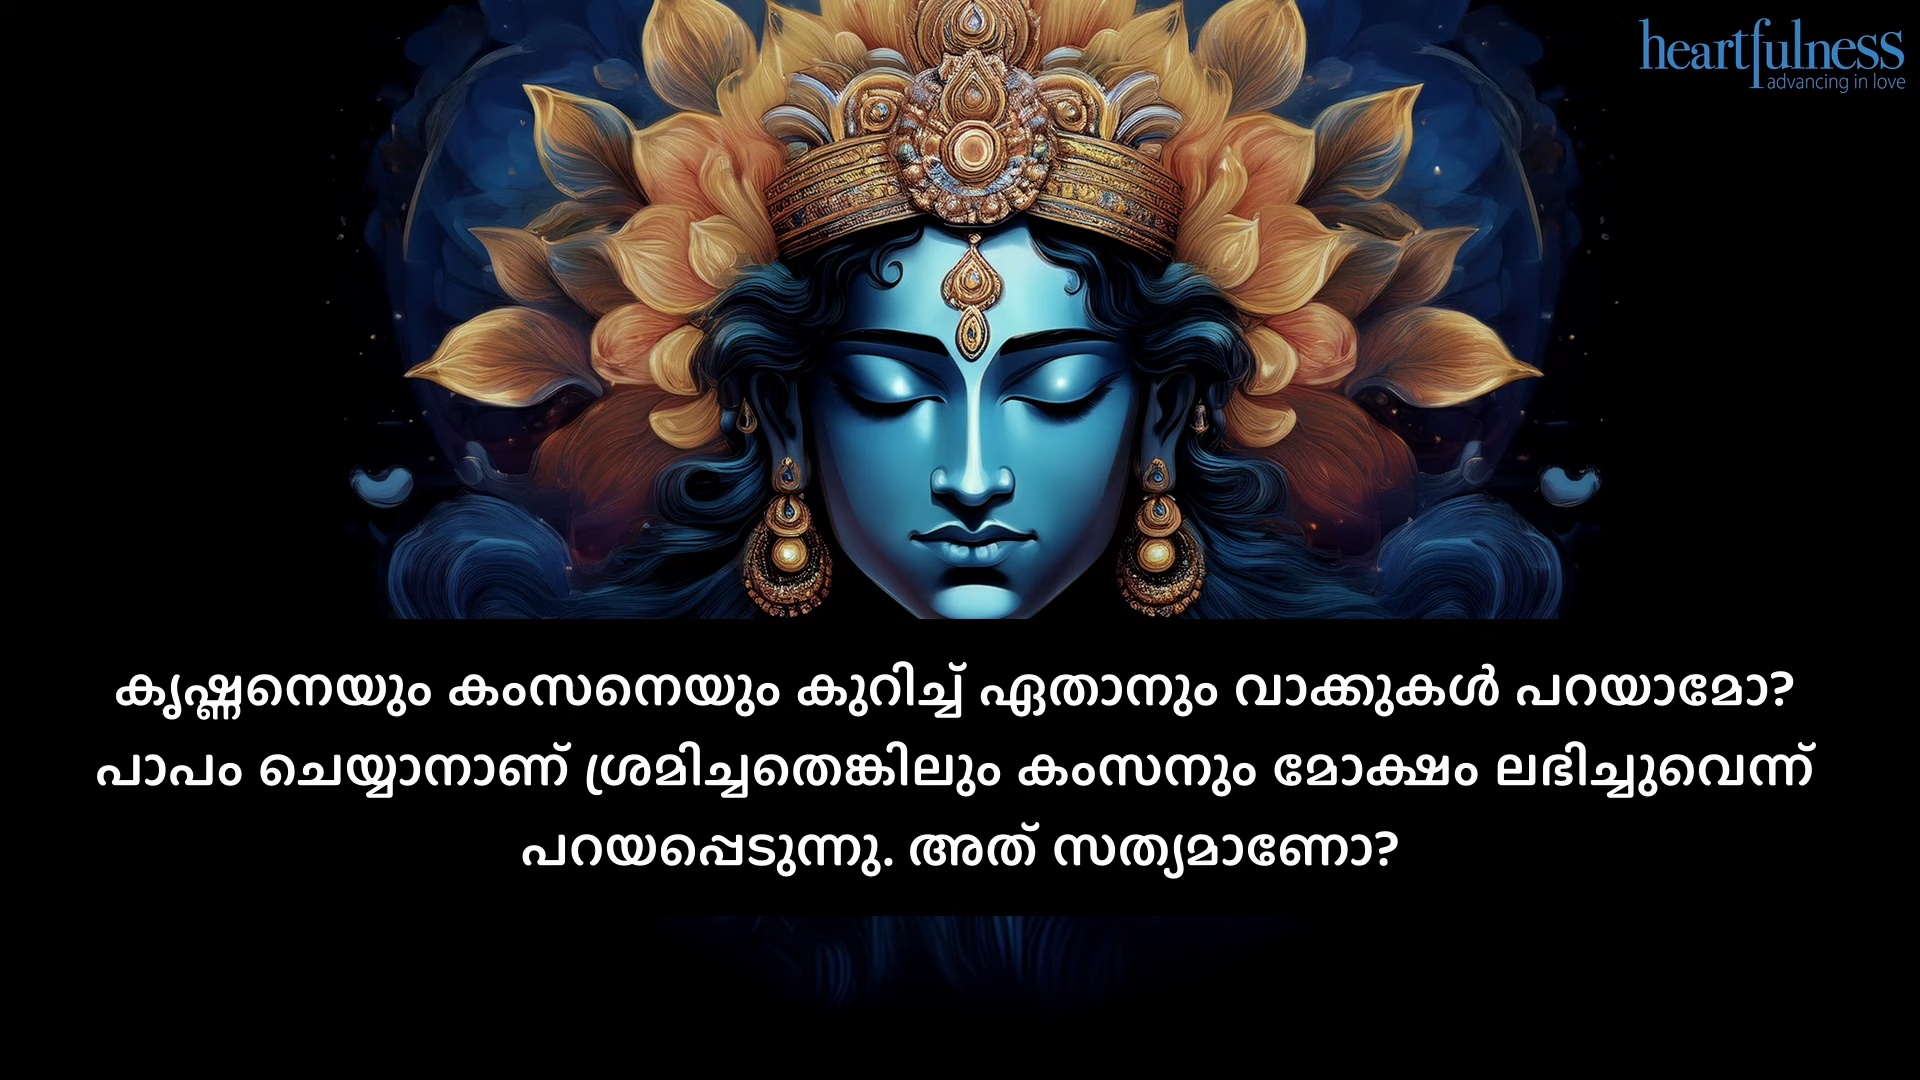 heartfulness
advancing in love
കൃഷ്ണനെയും കംസനെയും കുറിച്ച് ഏതാനും വാക്കുകൾ പറയാമോ?
പാപം ചെയ്യാനാണ് ശ്രമിച്ചതെങ്കിലും കംസനും മോക്ഷം ലഭിച്ചുവെന്ന്
പറയപ്പെടുന്നു. അത് സത്യമാണോ?